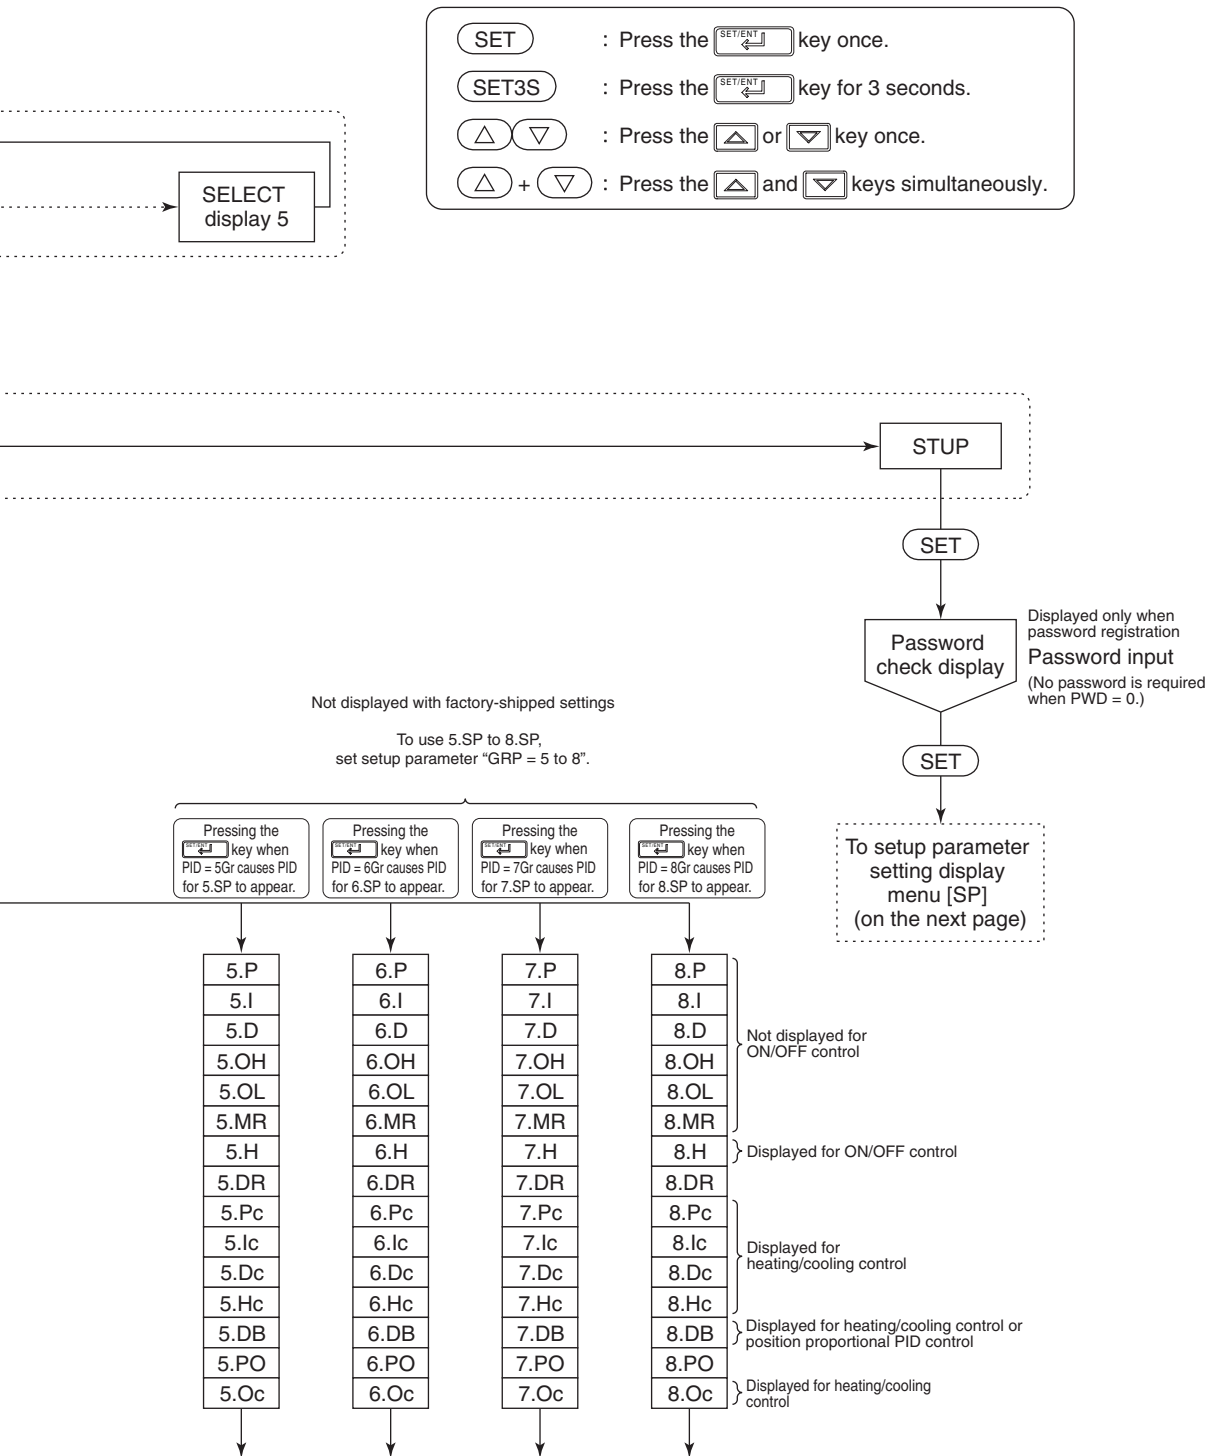 SET : Press the SET/ENT key once.
SET3S : Press the SET/ENT key for 3 seconds.
: Press the or key once.
+ : Press the and keys simultaneously.
SELECT
display 5
STUP
SET
Password
check display
Displayed only when
password registration
Password input
(No password is required
when PWD = 0.)
SET
To setup parameter
setting display
menu [SP]
(on the next page)
Not displayed with factory-shipped settings
To use 5.SP to 8.SP,
set setup parameter “GRP = 5 to 8”.
Pressing the
SET/ENT key when
PID = 5Gr causes PID
for 5.SP to appear.
Pressing the
SET/ENT key when
PID = 6Gr causes PID
for 6.SP to appear.
Pressing the
SET/ENT key when
PID = 7Gr causes PID
for 7.SP to appear.
Pressing the
SET/ENT key when
PID = 8Gr causes PID
for 8.SP to appear.
5.P 6.P 7.P 8.P
5.I 6.I 7.I 8.I
5.D 6.D 7.D 8.D
5.OH 6.OH 7.OH 8.OH
5.OL 6.OL 7.OL 8.OL
5.MR 6.MR 7.MR 8.MR
Not displayed for
ON/OFF control
5.H 6.H 7.H 8.H Displayed for ON/OFF control
5.DR 6.DR 7.DR 8.DR
5.Pc 6.Pc 7.Pc 8.Pc
5.Ic 6.Ic 7.Ic 8.Ic
5.Dc 6.Dc 7.Dc 8.Dc
5.Hc 6.Hc 7.Hc 8.Hc
Displayed for
heating/cooling control
5.DB 6.DB 7.DB 8.DB
Displayed for heating/cooling control or
position proportional PID control
5.PO 6.PO 7.PO 8.PO
5.Oc 6.Oc 7.Oc 8.Oc
Displayed for heating/cooling
control